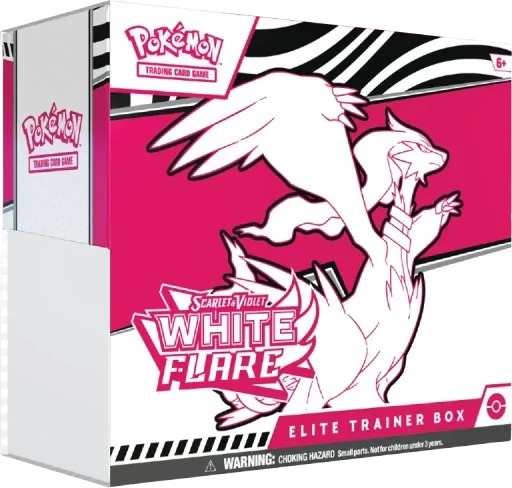 POKÉMON
TRADING CARD GAME
6+
POKÉMON
TRADING CARD GAME
SCARLET & VIOLET
WHITE
FLARE
ELITE TRAINER BOX
WARNING: CHOKING HAZARD Small parts. Not for children under 3 years.